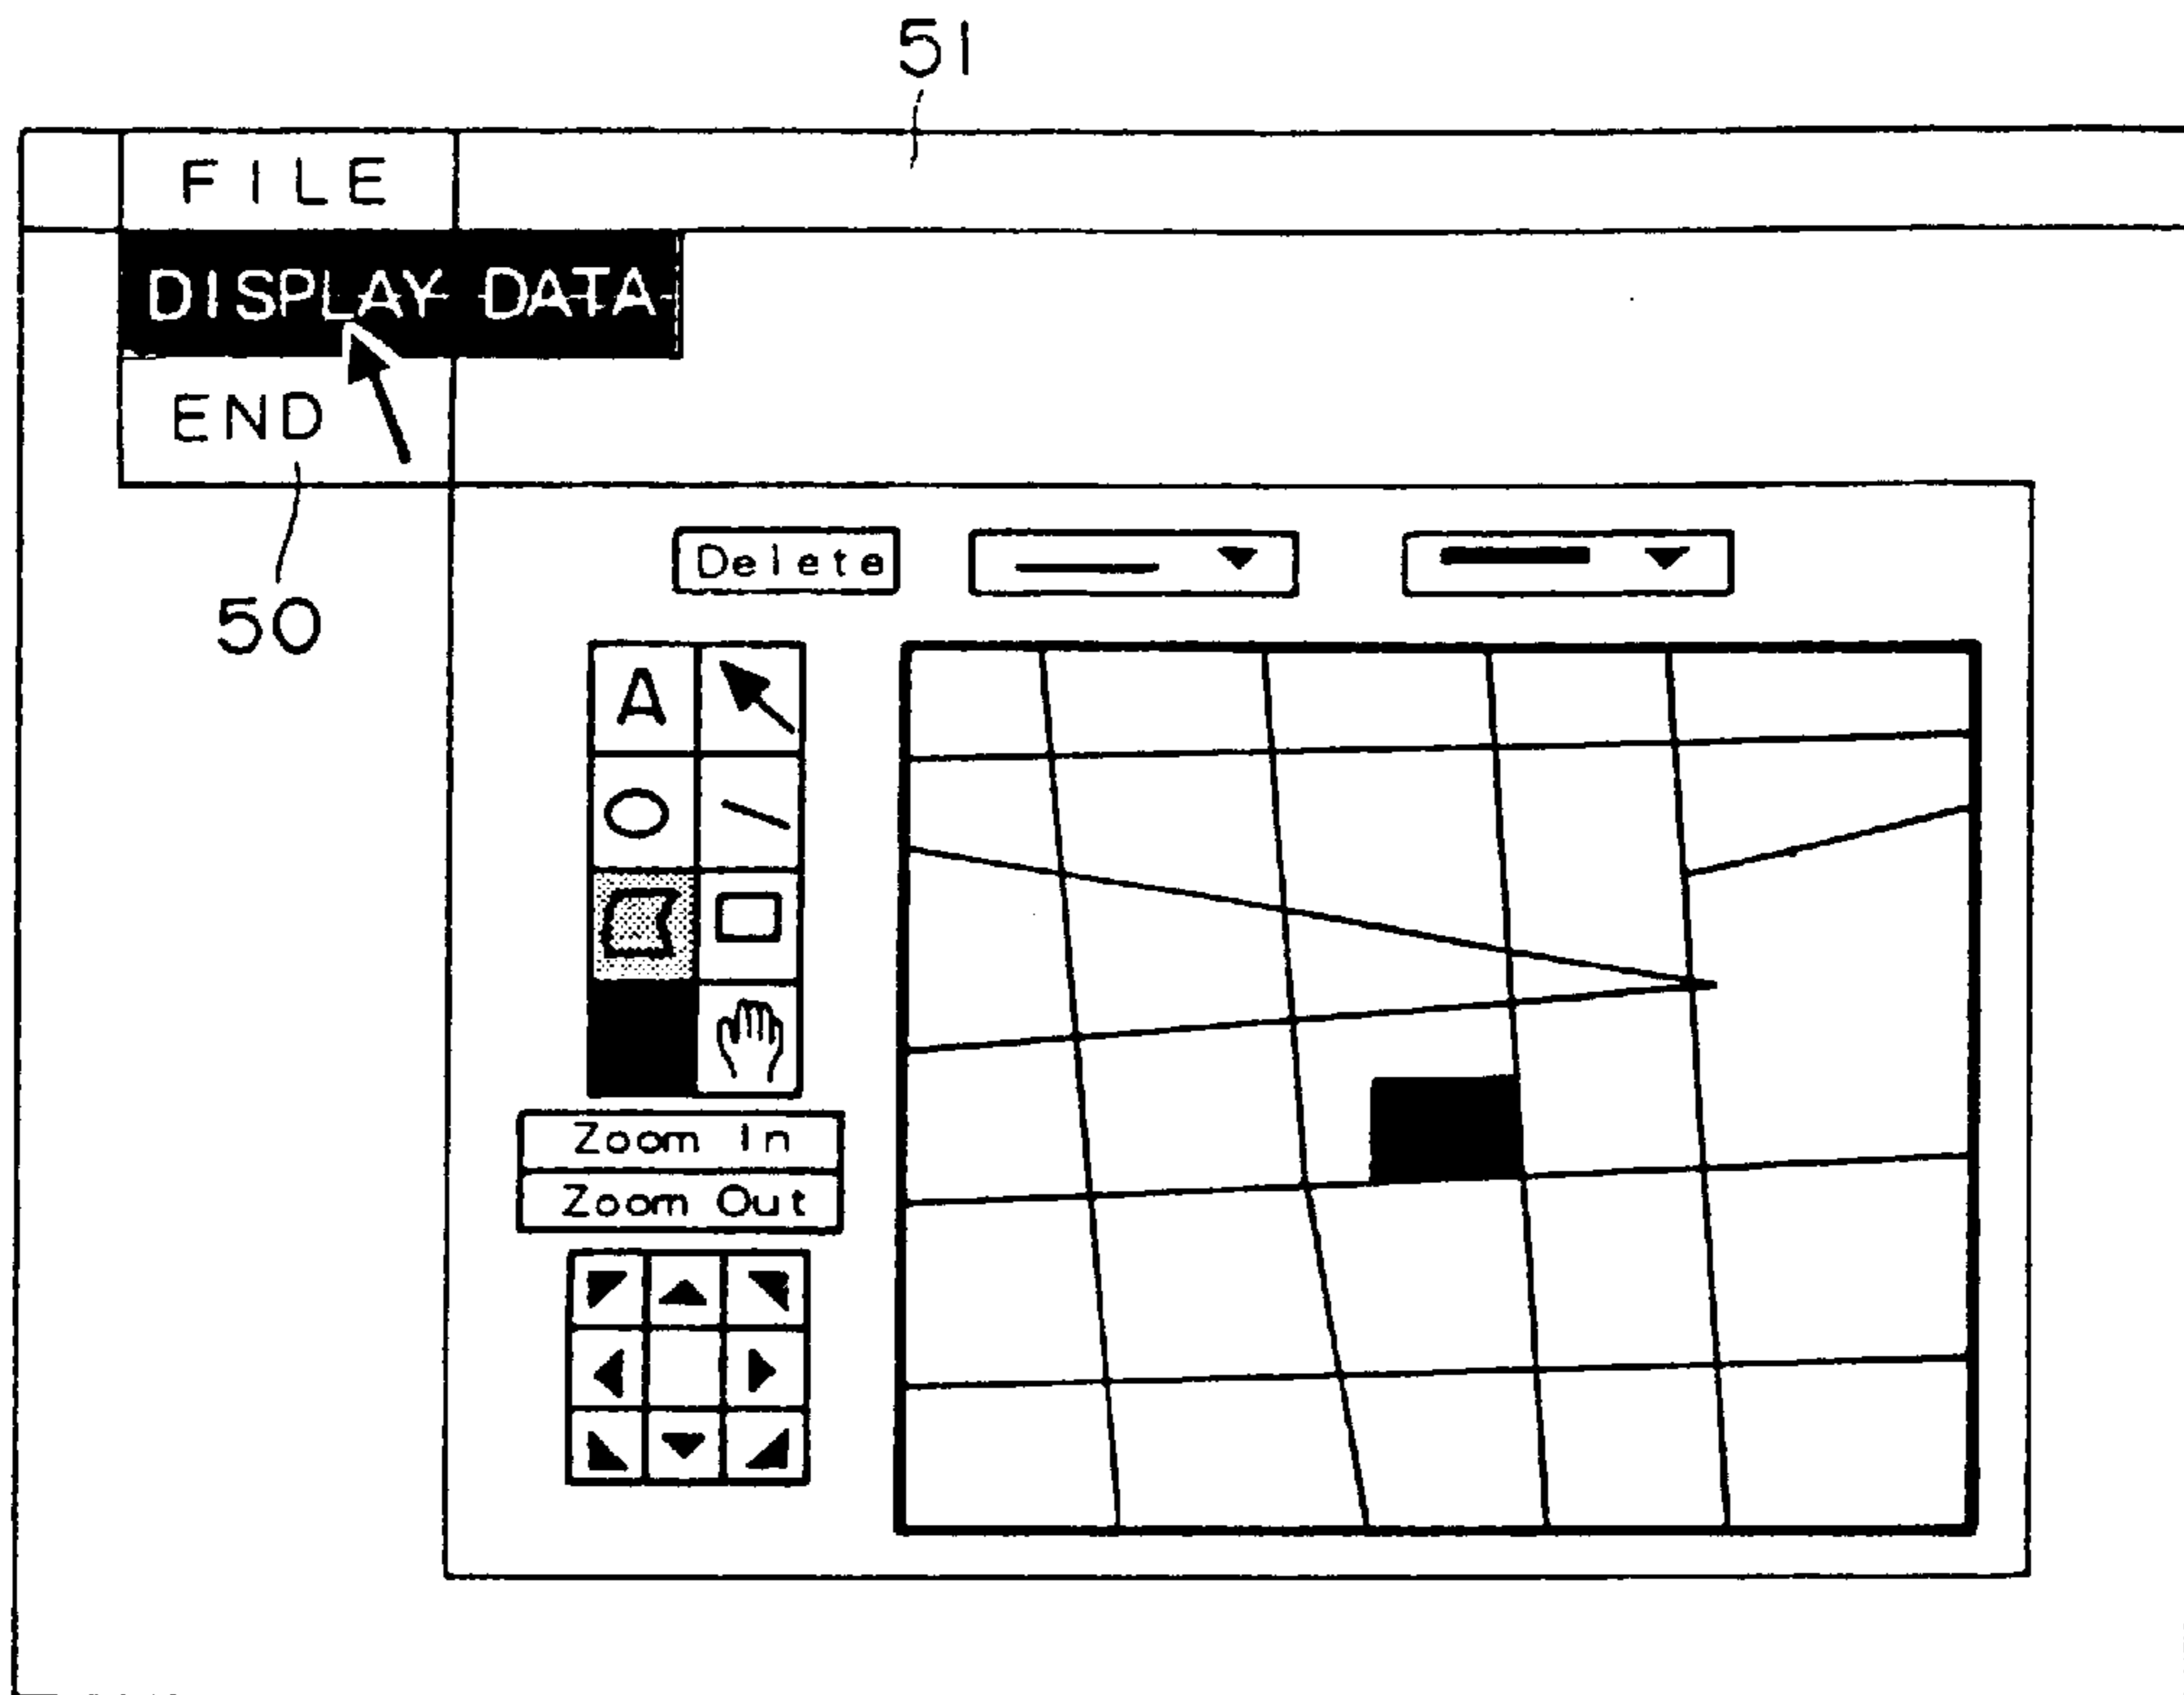 51
FILE
DISPLAY DATA
END
50
Delete
A
Zoom In
Zoom Out